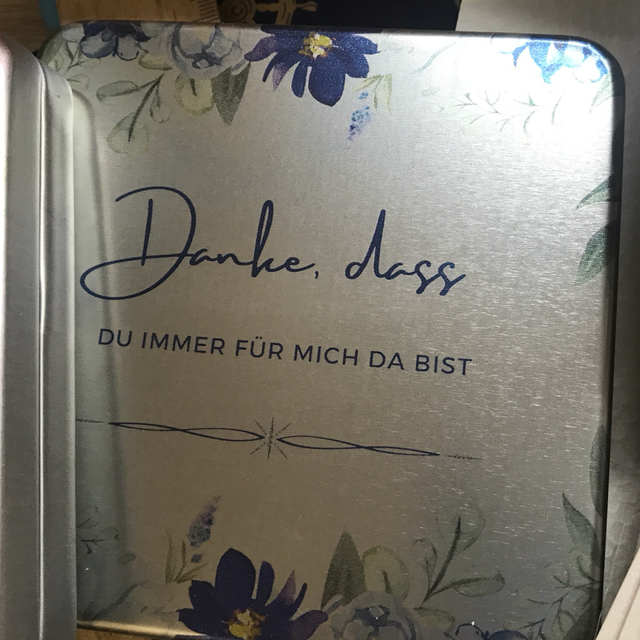 Danke, dass
DU IMMER FÜR MICH DA BIST